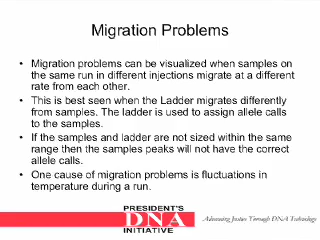 Migration Problems
• Migration problems can be visualized when samples on
the same run in different injections migrate at a different
rate from each other.
• This is best seen when the Ladder migrates differently
from samples. The ladder is used to assign allele calls
to the samples.
• If the samples and ladder are not sized within the same
range then the samples peaks will not have the correct
allele calls.
• One cause of migration problems is fluctuations in
temperature during a run.
PRESIDENT'S
DNA
INITIATIVE
Advancing Justice Through DNA Technology